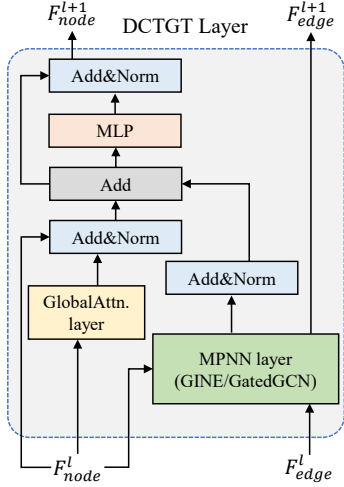 F^{l+1}_{node}
F^{l+1}_{edge}
DCTGT Layer
Add&Norm
MLP
Add
Add&Norm
Add&Norm
GlobalAttn.
layer
MPNN layer
(GINE/GatedGCN)
F^{l}_{node}
F^{l}_{edge}